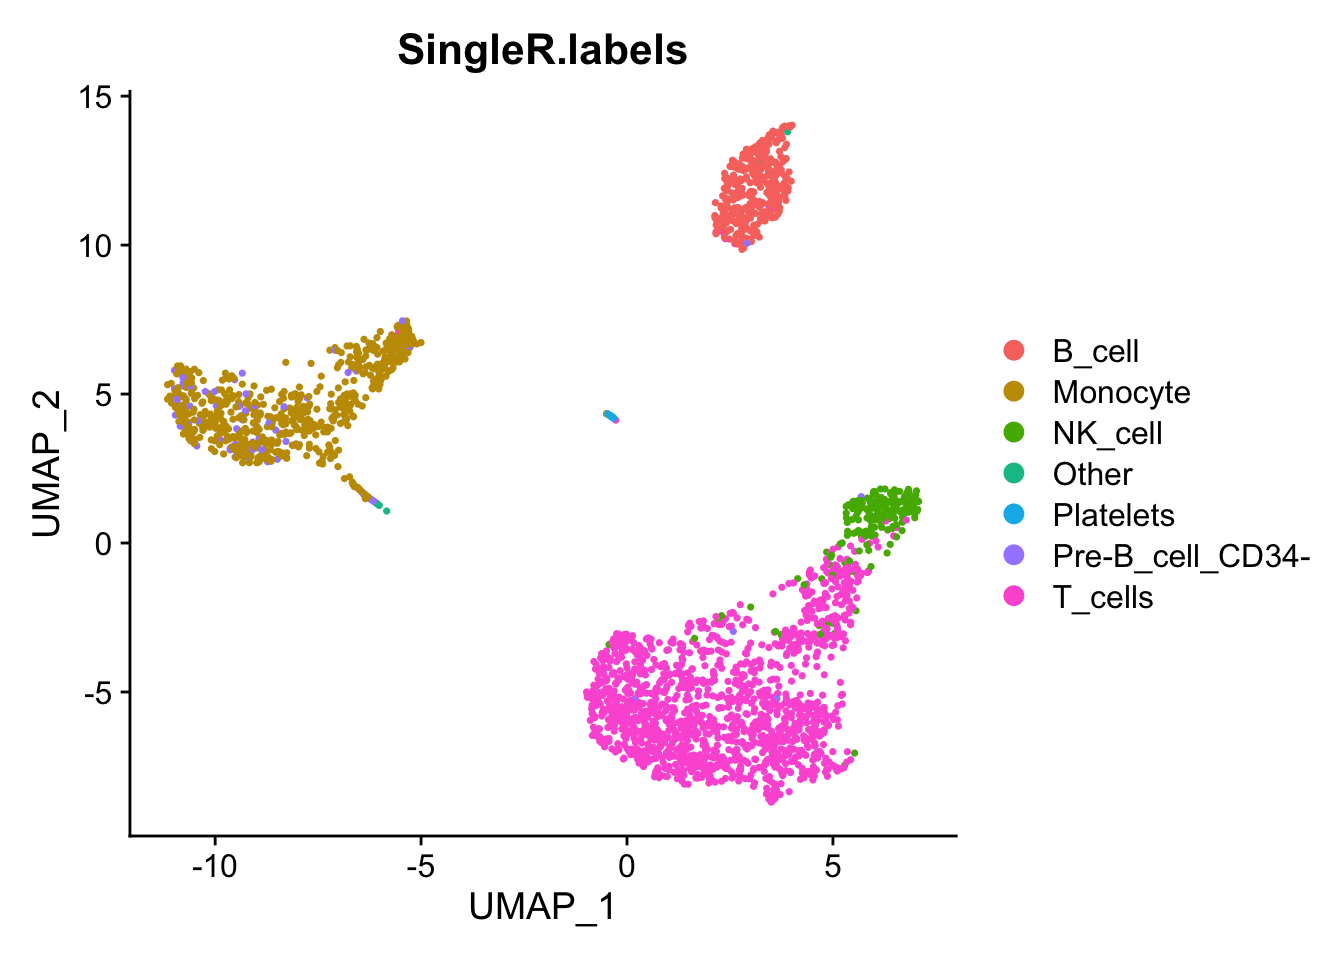 SingleR.labels
15
10
5
0
-5
UMAP_2
-10
-5
0
5
UMAP_1
B_cell
Monocyte
NK_cell
Other
Platelets
Pre-B_cell_CD34-
T_cells